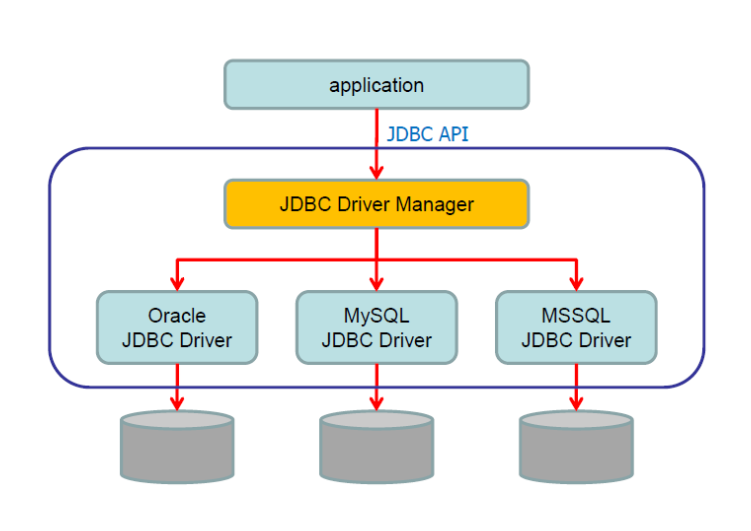 application
JDBC API
JDBC Driver Manager
Oracle
JDBC Driver
MySQL
JDBC Driver
MSSQL
JDBC Driver